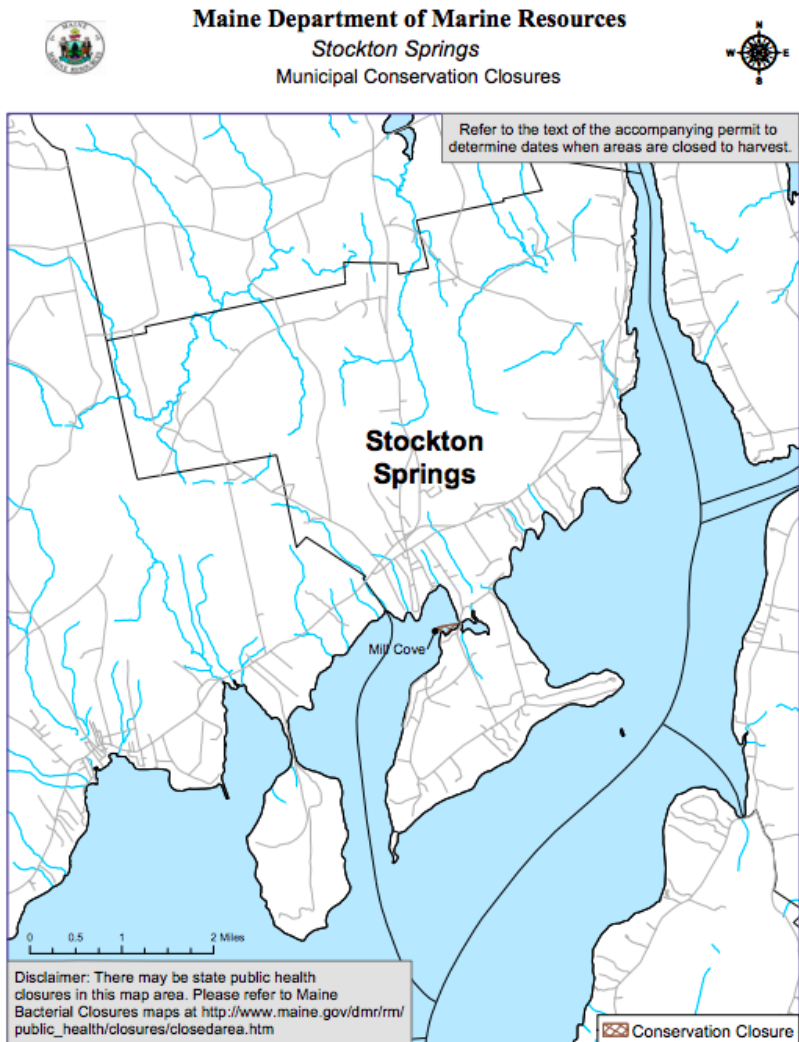 Maine Department of Marine Resources
Stockton Springs
Municipal Conservation Closures
MAINE
MARINE RESOURCES
N
W E
S
Refer to the text of the accompanying permit to
determine dates when areas are closed to harvest.
Stockton
Springs
Mill Cove
0 0.5 1 2 Miles
Disclaimer: There may be state public health
closures in this map area. Please refer to Maine
Bacterial Closures maps at http://www.maine.gov/dmr/rm/
public_health/closures/closedarea.htm
Conservation Closure